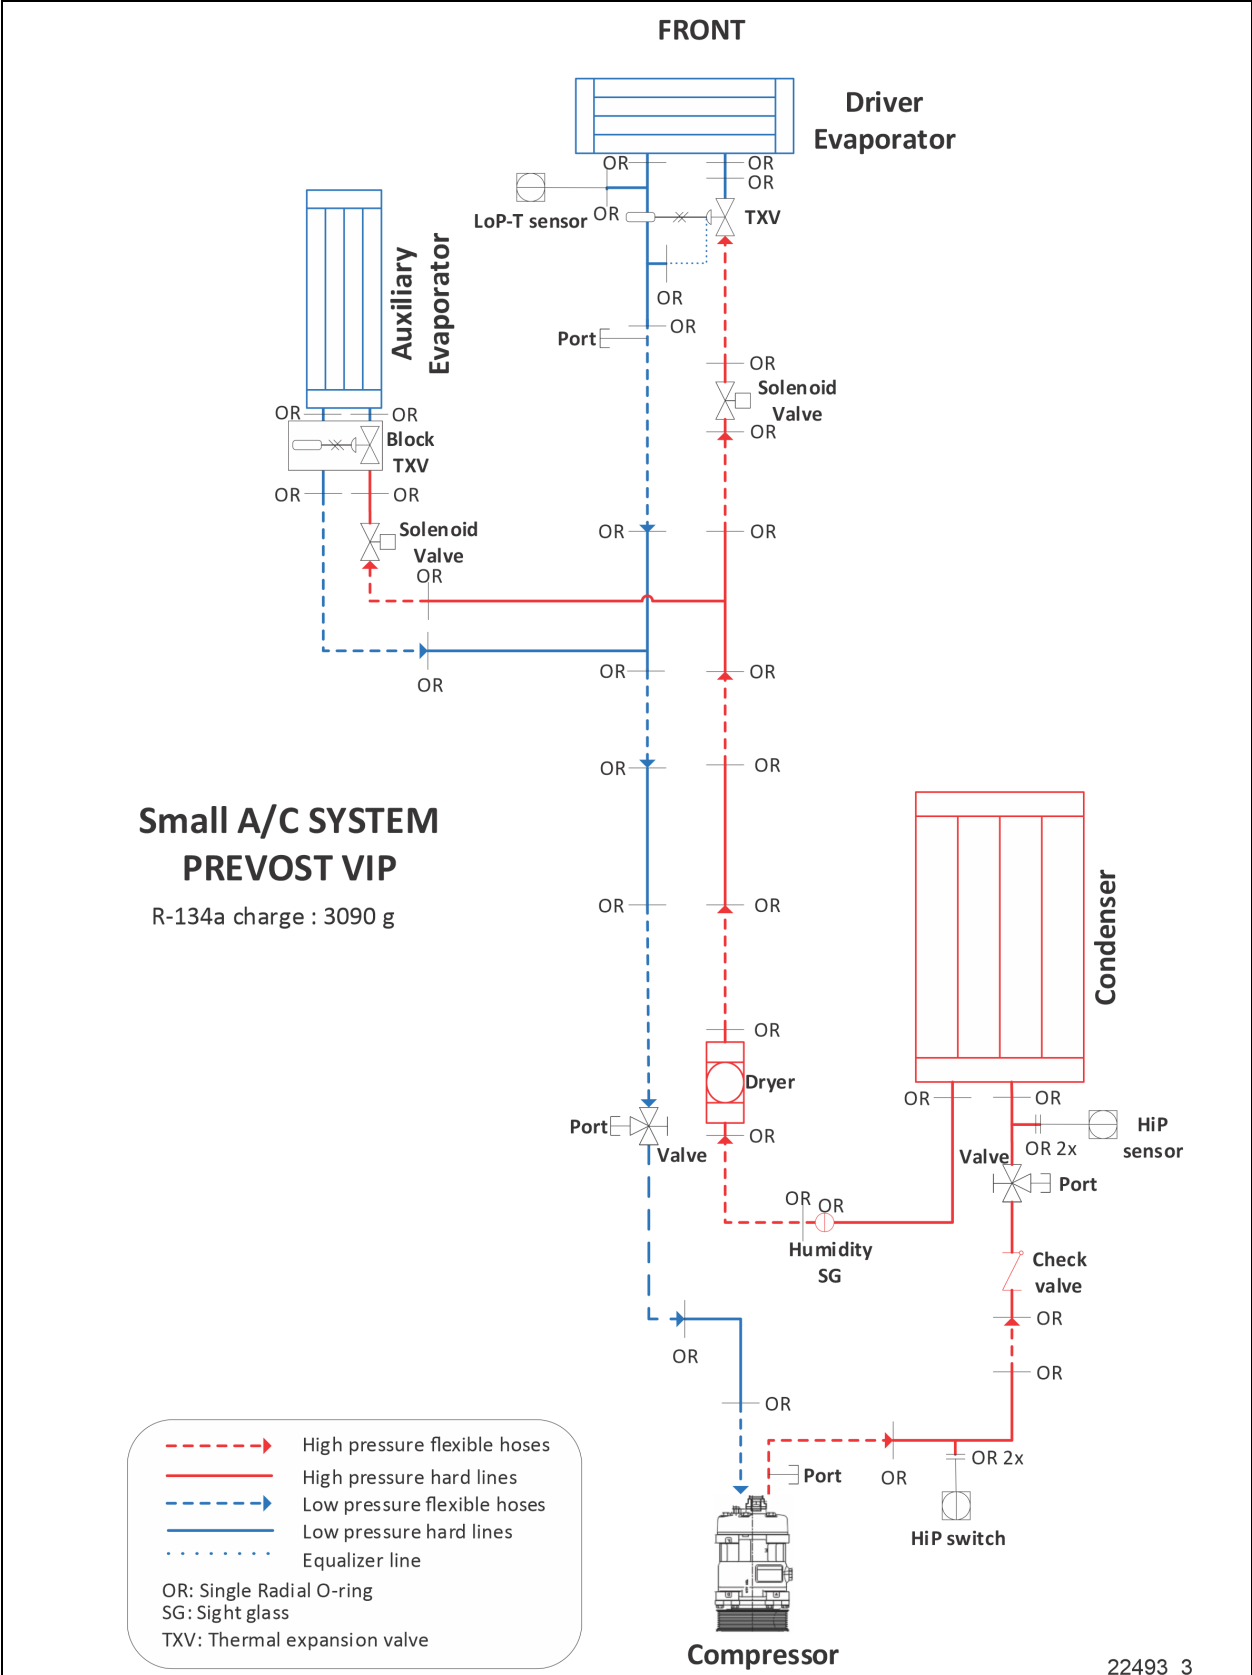 FRONT
Driver
Evaporator
OR
OR
OR
LoP-T sensor
OR
TXV
Auxiliary
Evaporator
OR
OR
Port
OR
Solenoid
Valve
OR
OR
OR
Block
TXV
OR
OR
Solenoid
Valve
OR
OR
OR
OR
OR
OR
OR
OR
Small A/C SYSTEM
PREVOST VIP
R-134a charge : 3090 g
OR
OR
Condenser
OR
Dryer
OR
OR
Port
Valve
OR
HiP
sensor
OR 2x
Valve
Port
OR
OR
Humidity
SG
Check
valve
OR
OR
OR
OR
Port
OR
OR 2x
HiP switch
Compressor
High pressure flexible hoses
High pressure hard lines
Low pressure flexible hoses
Low pressure hard lines
Equalizer line
OR: Single Radial O-ring
SG: Sight glass
TXV: Thermal expansion valve
22493_3